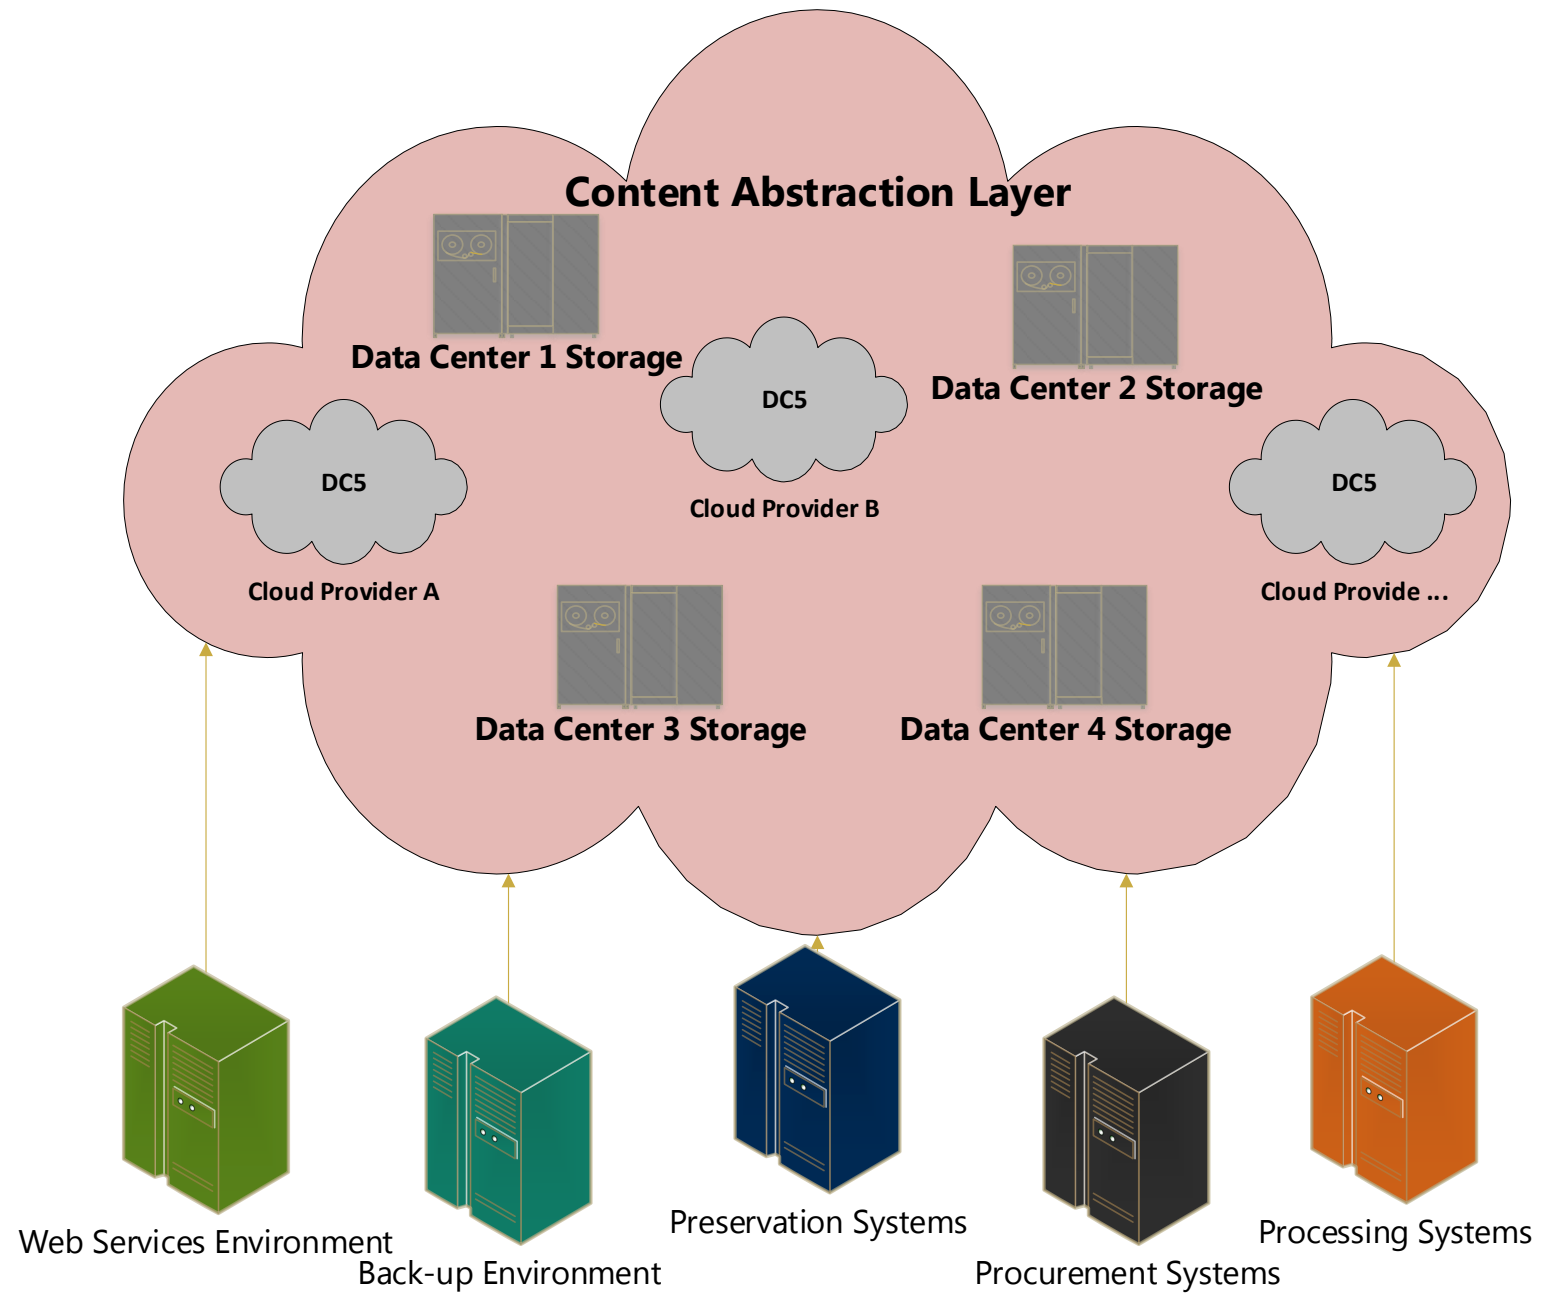 Content Abstraction Layer
Data Center 1 Storage
Data Center 2 Storage
DC5
Cloud Provider B
DC5
Cloud Provider A
DC5
Cloud Provide ...
Data Center 3 Storage
Data Center 4 Storage
Web Services Environment
Back-up Environment
Preservation Systems
Procurement Systems
Processing Systems